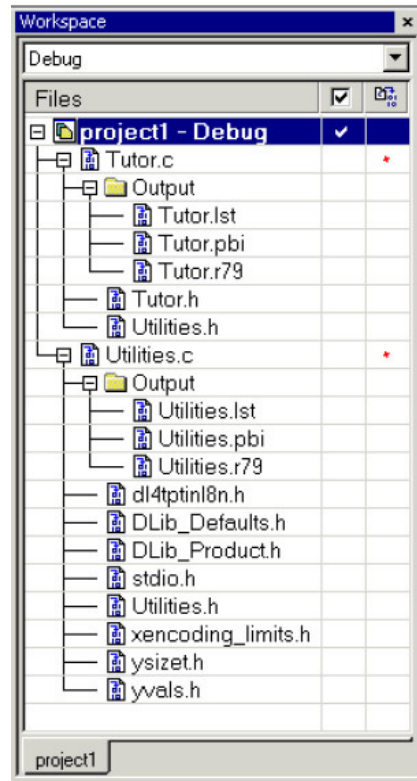 Workspace
Debug
Files
project1 - Debug
Tutor.c
Output
Tutor.lst
Tutor.pbi
Tutor.r79
Tutor.h
Utilities.h
Utilities.c
Output
Utilities.lst
Utilities.pbi
Utilities.r79
dl4tptinl8n.h
DLib_Defaults.h
DLib_Product.h
stdio.h
Utilities.h
xencoding_limits.h
ysizet.h
yvals.h
project1